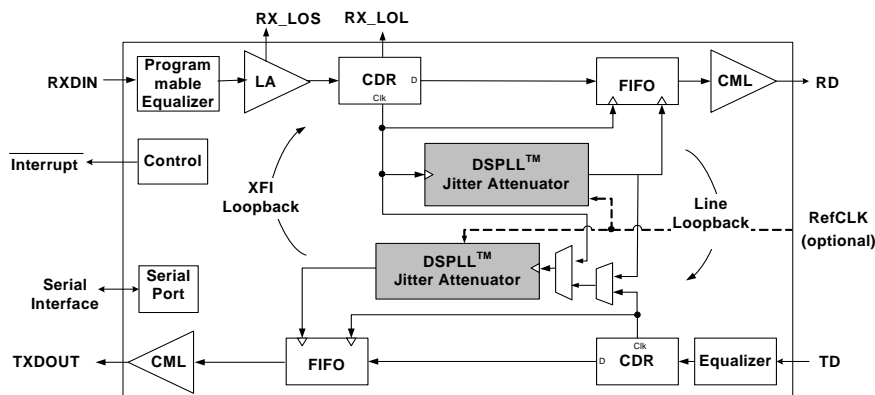 RX_LOS
RX_LOL
RXDIN
Program
mable
Equalizer
LA
CDR
D
Clk
FIFO
CML
RD
Interrupt
Control
XFI
Loopback
DSPLL™
Jitter Attenuator
Line
Loopback
RefCLK
(optional)
DSPLL™
Jitter Attenuator
Serial
Interface
Serial
Port
TXDOUT
CML
FIFO
D
Clk
CDR
Equalizer
TD